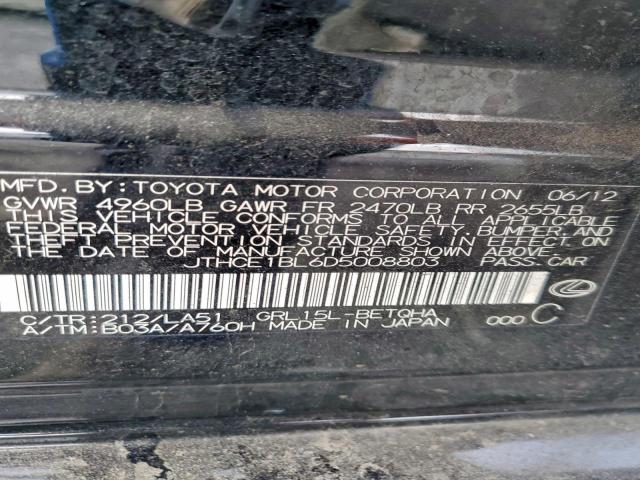 MFD. BY: TOYOTA MOTOR CORPORATION 06/12
GVWR 4960LB GAWR FR 2470LB RR 2655LB
THIS VEHICLE CONFORMS TO ALL APPLICABLE
FEDERAL MOTOR VEHICLE SAFETY, BUMPER, AND
THEFT PREVENTION STANDARDS IN EFFECT ON
THE DATE OF MANUFACTURE SHOWN ABOVE.
JTHCE1BL6D5008803 PASS. CAR
C/TR: 212/LA51 GRL15L-BETQHA
A/TM: B03A/A760H MADE IN JAPAN 000 C